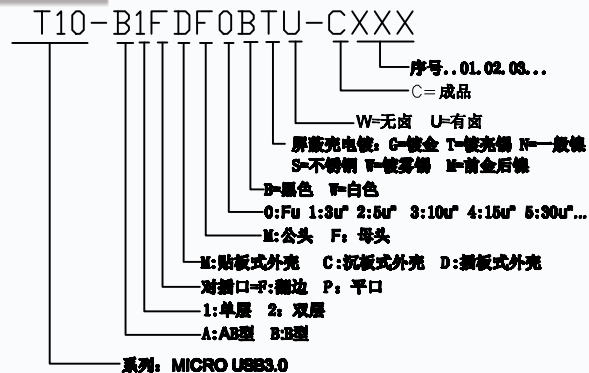 T10-B1FDF0BTU-CXXX
序号..01.02.03...
C=成品
W=无卤 U=有卤
屏蔽壳电镀：G=镀金 T=镀亮锡 N=一般镍
S=不锈钢 W=镀雾锡 M=前金后镍
B=黑色 W=白色
0:Fu 1:3u" 2:5u" 3:10u" 4:15u" 5:30u"...
M:公头 F：母头
M:贴板式外壳 C:沉板式外壳 D:插板式外壳
对插口=F:翻边 P：平口
1:单层 2：双层
A:AB型 B:B型
系列：MICRO USB3.0